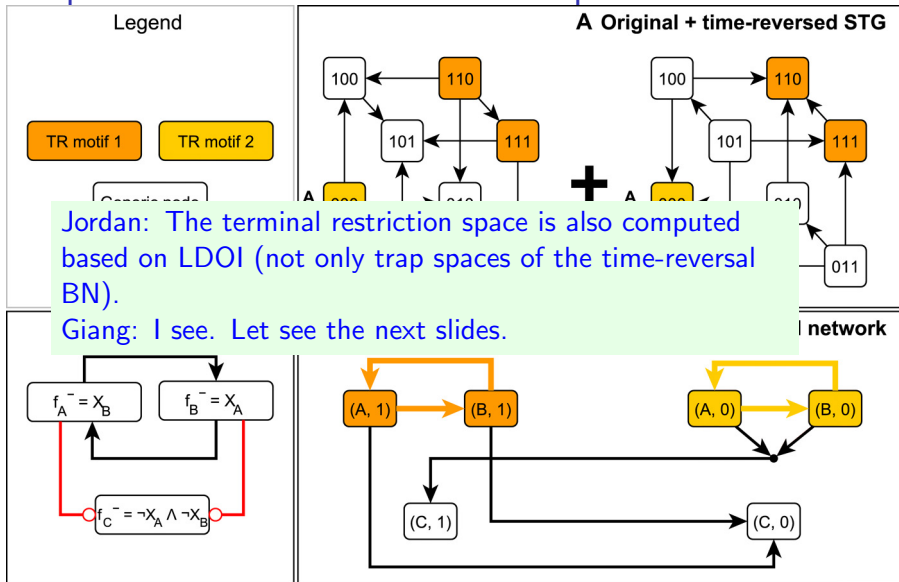 Legend
A Original + time-reversed STG
100
110
100
110
101
111
101
111
TR motif 1
TR motif 2
A
A
Jordan: The terminal restriction space is also computed
based on LDOI (not only trap spaces of the time-reversal
BN).
Giang: I see. Let see the next slides.
011
network
f_A^- = X_B
f_B^- = X_A
(A, 1)
(B, 1)
(A, 0)
(B, 0)
f_C^- = ¬X_A ∧ ¬X_B
(C, 1)
(C, 0)